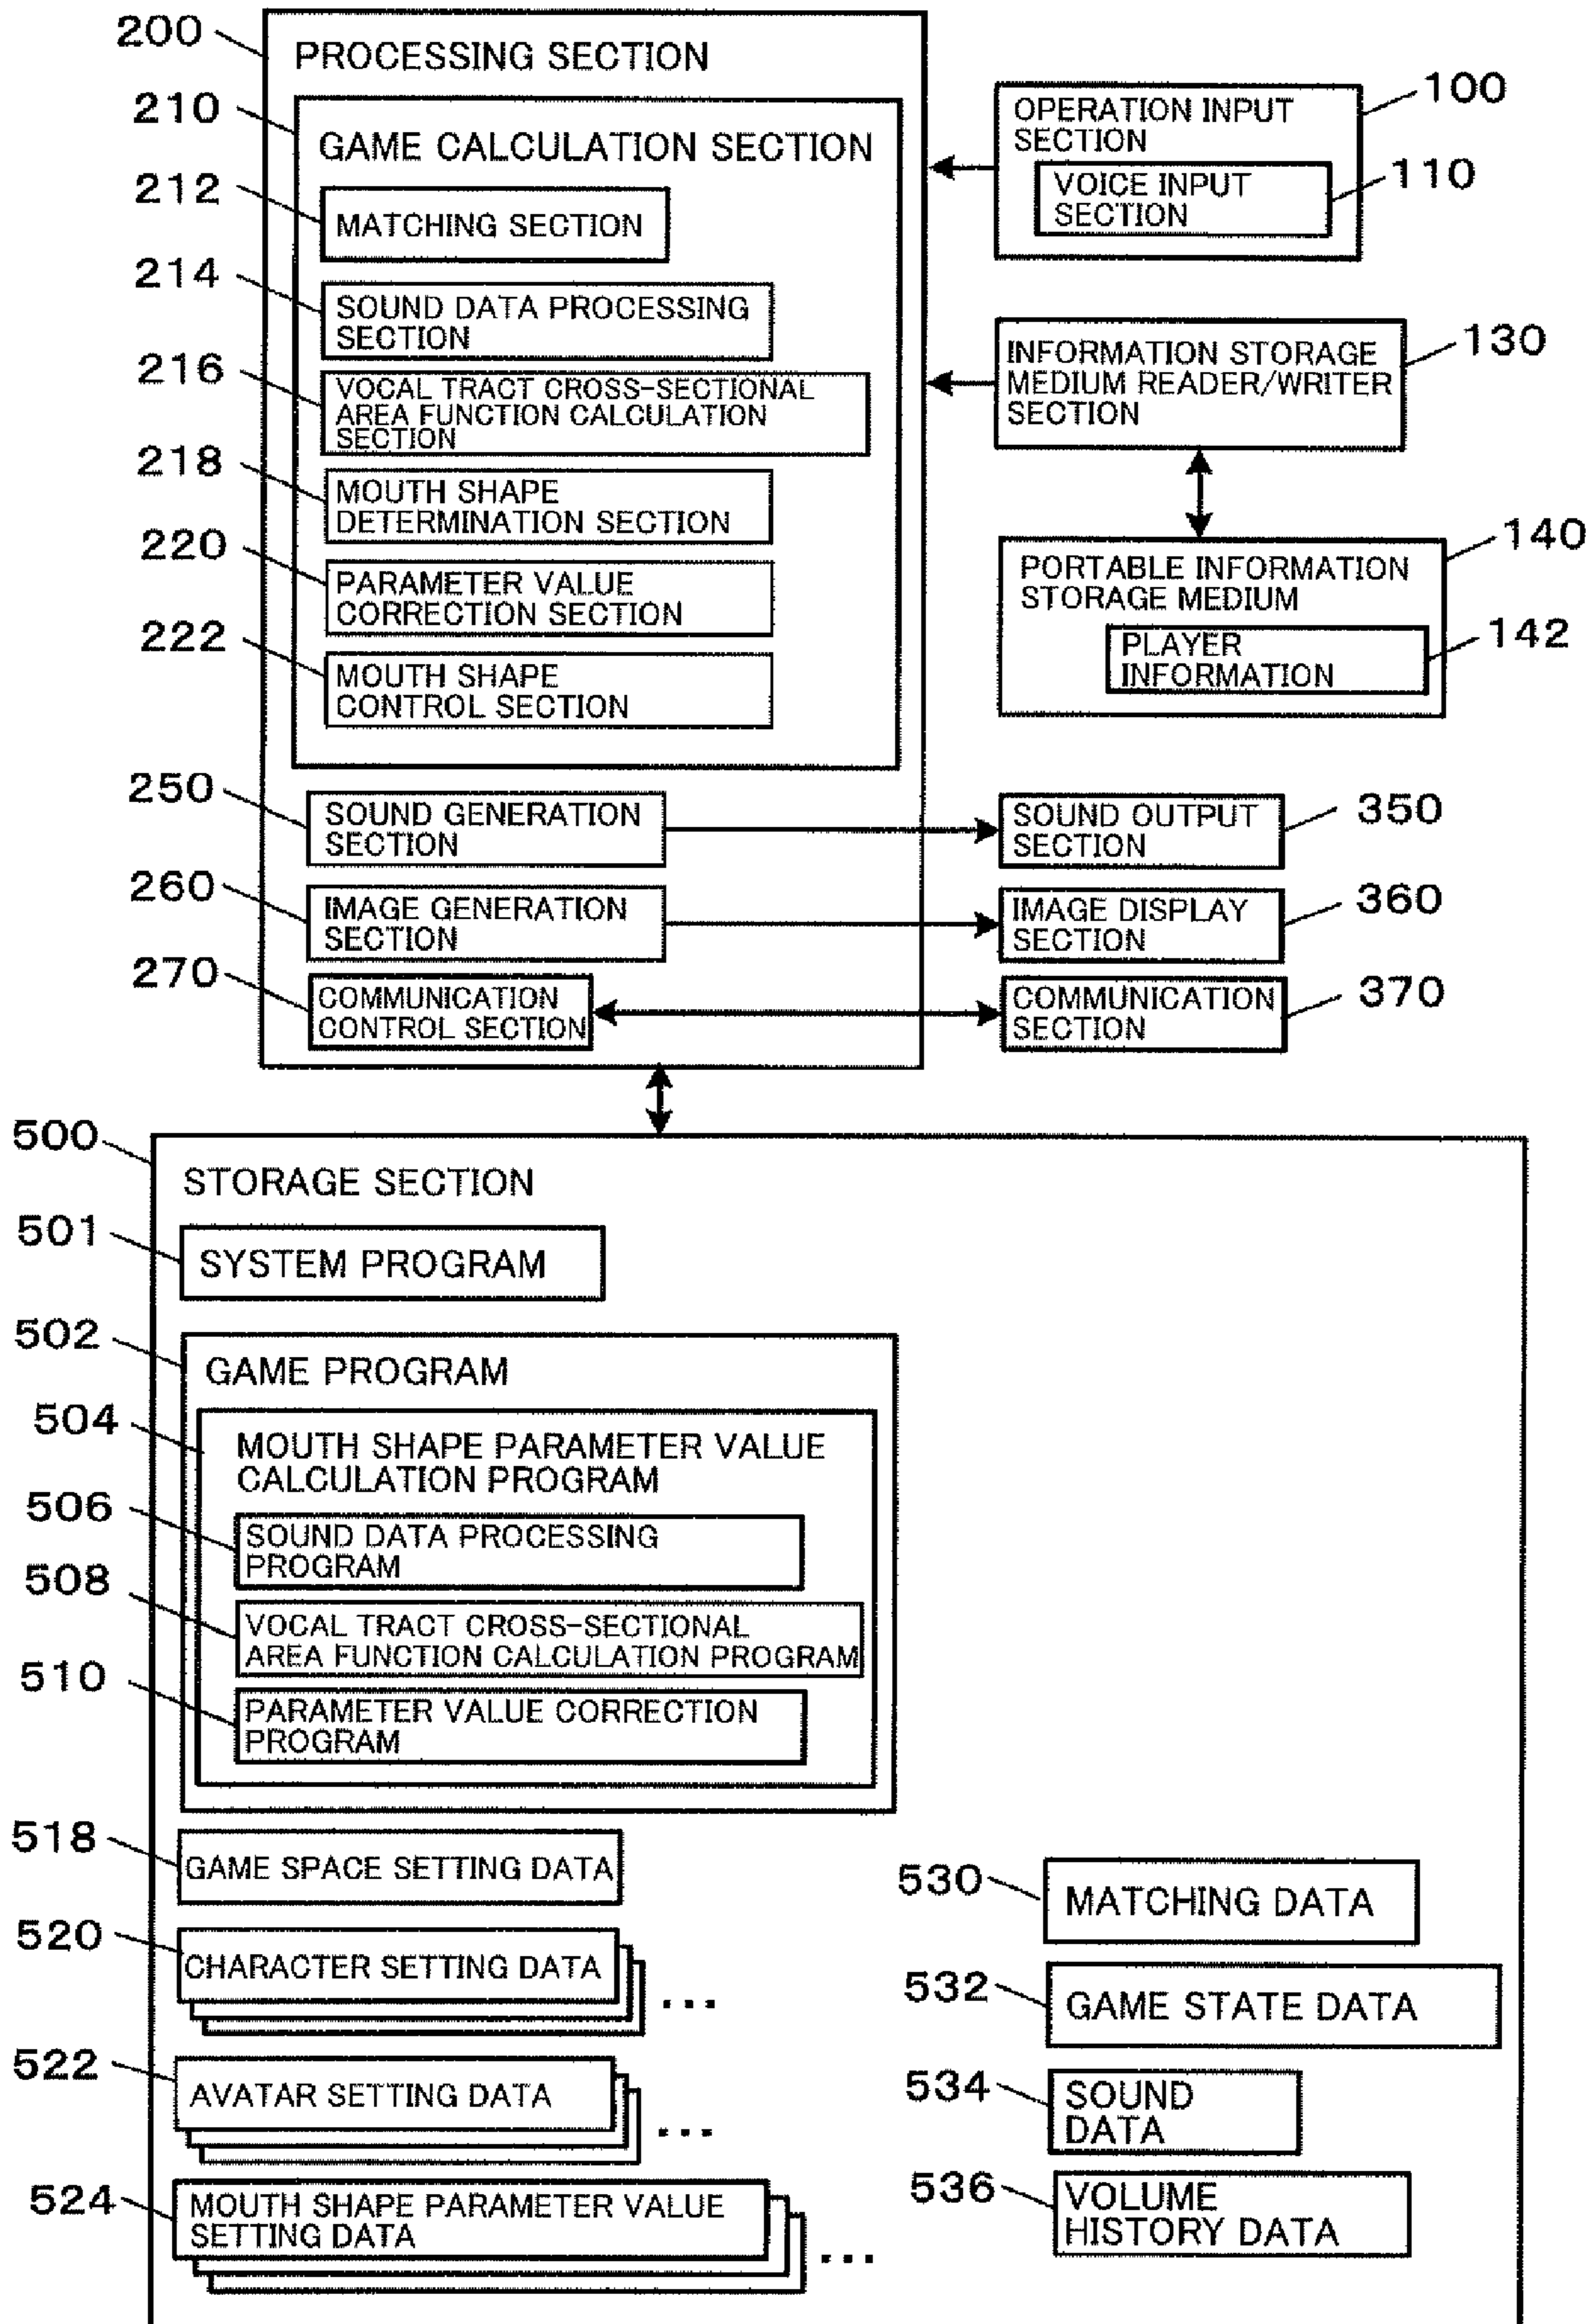 200
PROCESSING SECTION
210
GAME CALCULATION SECTION
212
MATCHING SECTION
214
SOUND DATA PROCESSING
SECTION
216
VOCAL TRACT CROSS-SECTIONAL
AREA FUNCTION CALCULATION
SECTION
218
MOUTH SHAPE
DETERMINATION SECTION
220
PARAMETER VALUE
CORRECTION SECTION
222
MOUTH SHAPE
CONTROL SECTION
250
SOUND GENERATION
SECTION
260
IMAGE GENERATION
SECTION
270
COMMUNICATION
CONTROL SECTION
100
OPERATION INPUT
SECTION
110
VOICE INPUT
SECTION
130
INFORMATION STORAGE
MEDIUM READER/WRITER
SECTION
140
PORTABLE INFORMATION
STORAGE MEDIUM
142
PLAYER
INFORMATION
350
SOUND OUTPUT
SECTION
360
IMAGE DISPLAY
SECTION
370
COMMUNICATION
SECTION
500
STORAGE SECTION
501
SYSTEM PROGRAM
502
GAME PROGRAM
504
MOUTH SHAPE PARAMETER VALUE
CALCULATION PROGRAM
506
SOUND DATA PROCESSING
PROGRAM
508
VOCAL TRACT CROSS-SECTIONAL
AREA FUNCTION CALCULATION PROGRAM
510
PARAMETER VALUE CORRECTION
PROGRAM
518
GAME SPACE SETTING DATA
520
CHARACTER SETTING DATA
...
522
AVATAR SETTING DATA
...
524
MOUTH SHAPE PARAMETER VALUE
SETTING DATA
...
530
MATCHING DATA
532
GAME STATE DATA
534
SOUND
DATA
536
VOLUME
HISTORY DATA